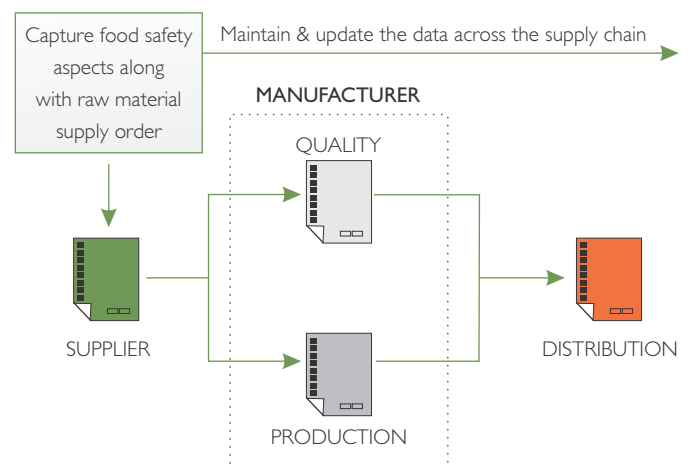 Capture food safety
aspects along
with raw material
supply order
Maintain & update the data across the supply chain
MANUFACTURER
QUALITY
SUPPLIER
DISTRIBUTION
PRODUCTION